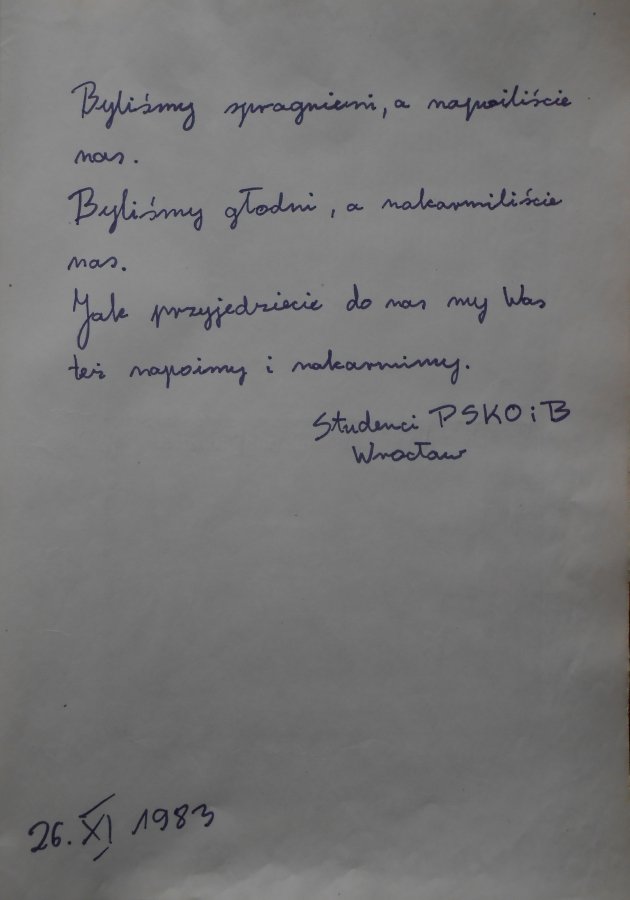 Byliśmy spragnieni, a napoiliście
nas.
Byliśmy głodni, a nakarmiliście
nas.
Jak przyjedziecie do nas my Was
też napoimy i nakarmimy.
Studenci PSKO i B
Wrocław
26. XI 1983